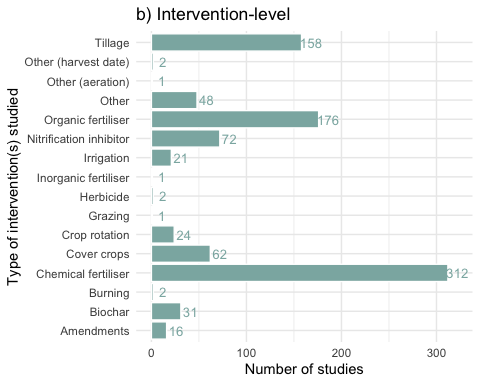 b) Intervention-level
Type of intervention(s) studied
Tillage 158
Other (harvest date) 2
Other (aeration) 1
Other 48
Organic fertiliser 176
Nitrification inhibitor 72
Irrigation 21
Inorganic fertiliser 1
Herbicide 2
Grazing 1
Crop rotation 24
Cover crops 62
Chemical fertiliser 312
Burning 2
Biochar 31
Amendments 16
0 100 200 300
Number of studies